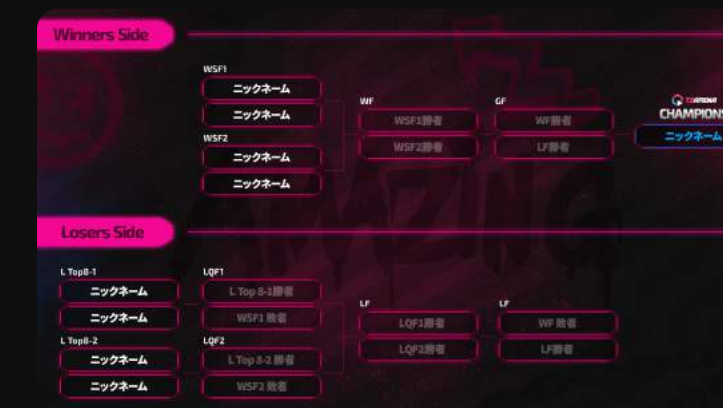 Winners Side
WSF1
ニックネーム
ニックネーム
WSF2
ニックネーム
ニックネーム
WF
WSF1勝者
WSF2勝者
GF
WF勝者
LF勝者
CHAMPIONS
ニックネーム
AMAZING
Losers Side
L Top8-1
ニックネーム
ニックネーム
L Top8-2
ニックネーム
ニックネーム
LQF1
L Top 8-1勝者
WSF1 敗者
LQF2
L Top 8-2 勝者
WSF2 敗者
LF
LQF1勝者
LQF2勝者
LF
WF 敗者
LF勝者